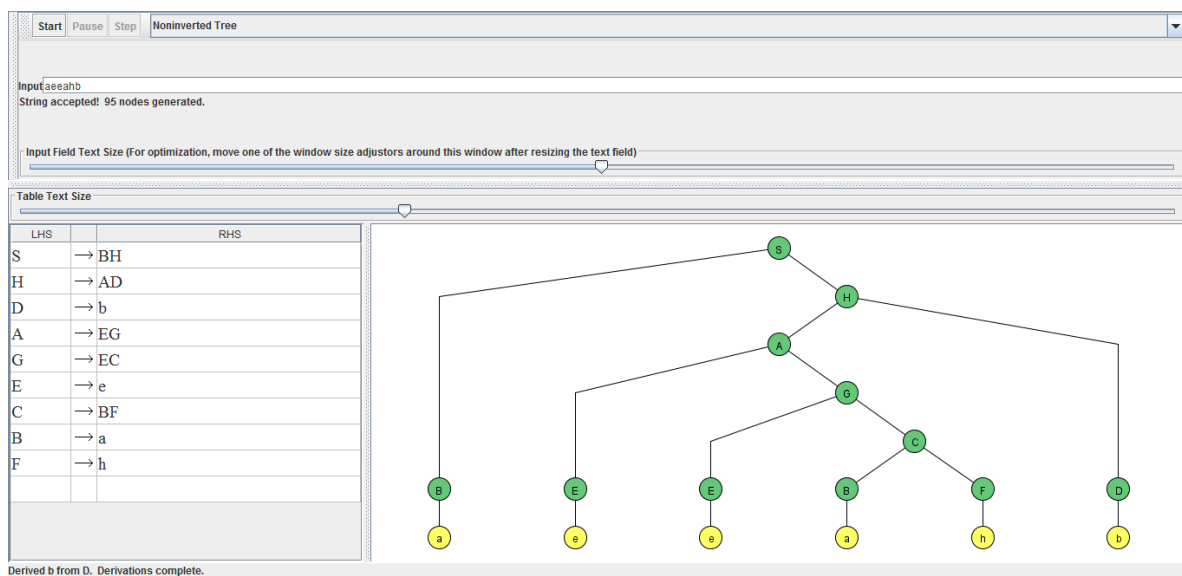 Start Pause Step Noninverted Tree
Input aeeahb
String accepted! 95 nodes generated.
Input Field Text Size (For optimization, move one of the window size adjustors around this window after resizing the text field)
Table Text Size
LHS RHS
S → BH
H → AD
D → b
A → EG
G → EC
E → e
C → BF
B → a
F → h
S
H
A
G
C
B E E B F D
a e e a h b
Derived b from D. Derivations complete.